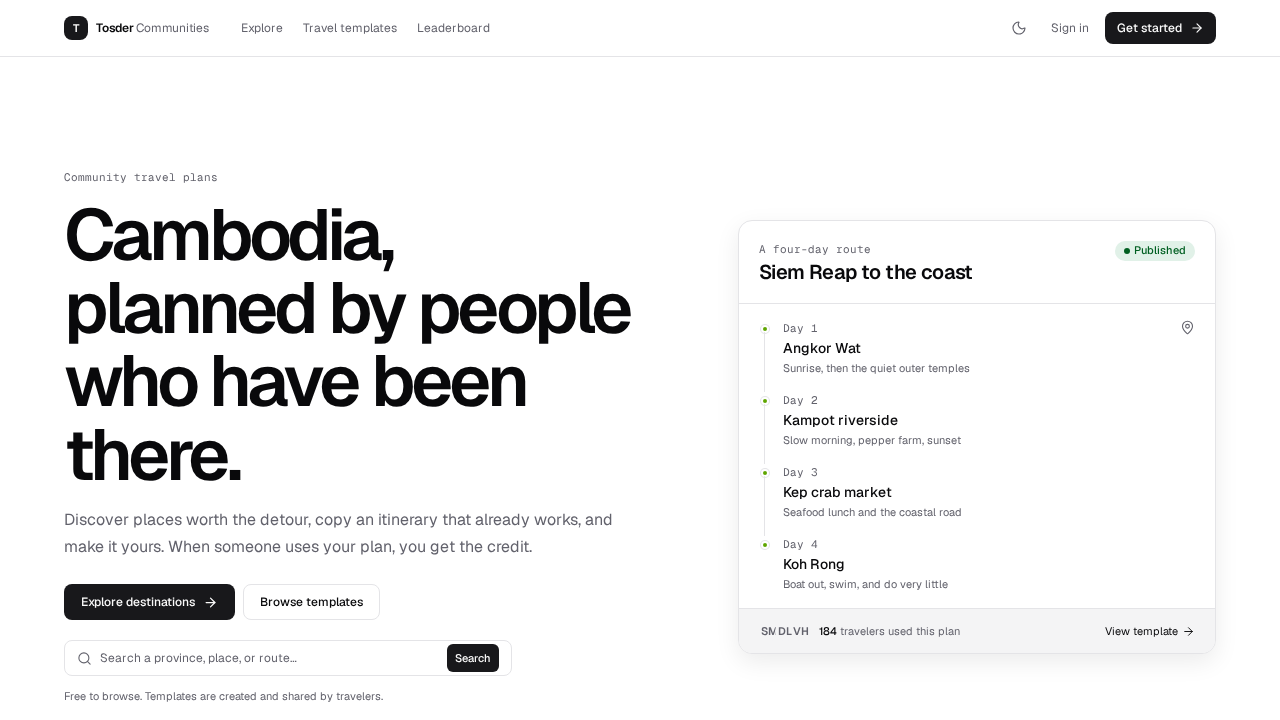 T Tosder Communities Explore Travel templates Leaderboard Sign in Get started →
Community travel plans
Cambodia,
planned by people
who have been
there.
Discover places worth the detour, copy an itinerary that already works, and
make it yours. When someone uses your plan, you get the credit.
Explore destinations →
Browse templates
Search a province, place, or route...
Search
Free to browse. Templates are created and shared by travelers.
A four-day route
Published
Siem Reap to the coast
Day 1
Angkor Wat
Sunrise, then the quiet outer temples
Day 2
Kampot riverside
Slow morning, pepper farm, sunset
Day 3
Kep crab market
Seafood lunch and the coastal road
Day 4
Koh Rong
Boat out, swim, and do very little
184 travelers used this plan
View template →